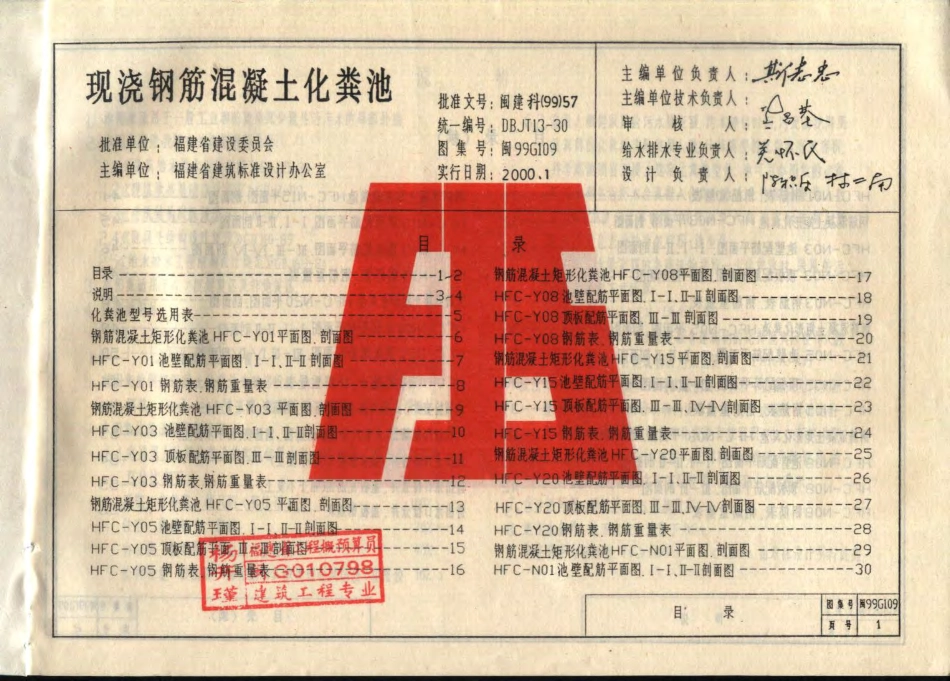 现浇钢筋混凝土化粪池
批准单位：福建省建设委员会
主编单位：福建省建筑标准设计办公室
批准文号：闽建科(99)57
统一编号：DBJT13-30
图集号：闽99G109
实行日期：2000.1
主编单位负责人：
主编单位技术负责人：
审核人：
给水排水专业负责人：
设计负责人：
目录
目录 1-2
说明 3-4
化粪池型号选用表 5
钢筋混凝土矩形化粪池HFC-Y01平面图.剖面图 6
HFC-Y01池壁配筋平面图.I-I、II-II剖面图 7
HFC-Y01钢筋表.钢筋重量表 8
钢筋混凝土矩形化粪池HFC-Y03平面图.剖面图 9
HFC-Y03池壁配筋平面图.I-I、II-II剖面图 10
HFC-Y03顶板配筋平面图.III-III剖面图 11
HFC-Y03钢筋表.钢筋重量表 12
钢筋混凝土矩形化粪池HFC-Y05平面图.剖面图 13
HFC-Y05池壁配筋平面图.I-I、II-II剖面图 14
HFC-Y05顶板配筋平面图.III-III剖面图 15
HFC-Y05钢筋表.钢筋重量表 16
钢筋混凝土矩形化粪池HFC-Y08平面图.剖面图 17
HFC-Y08池壁配筋平面图.I-I、II-II剖面图 18
HFC-Y08顶板配筋平面图.III-III剖面图 19
HFC-Y08钢筋表.钢筋重量表 20
钢筋混凝土矩形化粪池HFC-Y15平面图.剖面图 21
HFC-Y15池壁配筋平面图.I-I、II-II剖面图 22
HFC-Y15顶板配筋平面图.III-III、IV-IV剖面图 23
HFC-Y15钢筋表.钢筋重量表 24
钢筋混凝土矩形化粪池HFC-Y20平面图.剖面图 25
HFC-Y20池壁配筋平面图.I-I、II-II剖面图 26
HFC-Y20顶板配筋平面图.III-III、IV-IV剖面图 27
HFC-Y20钢筋表.钢筋重量表 28
钢筋混凝土矩形化粪池HFC-N01平面图.剖面图 29
HFC-N01池壁配筋平面图.I-I、II-II剖面图 30
工程概预算员
G010798
建筑工程专业
目录
图集号 闽99G109
页号 1